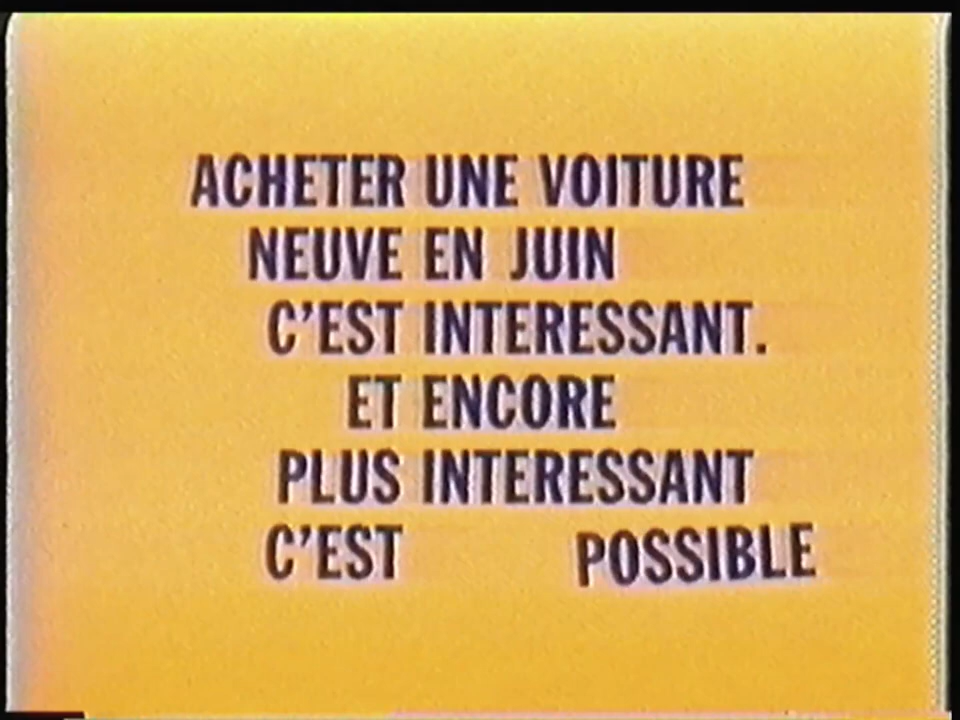 ACHETER UNE VOITURE
NEUVE EN JUIN
C'EST INTERESSANT.
ET ENCORE
PLUS INTERESSANT
C'EST POSSIBLE